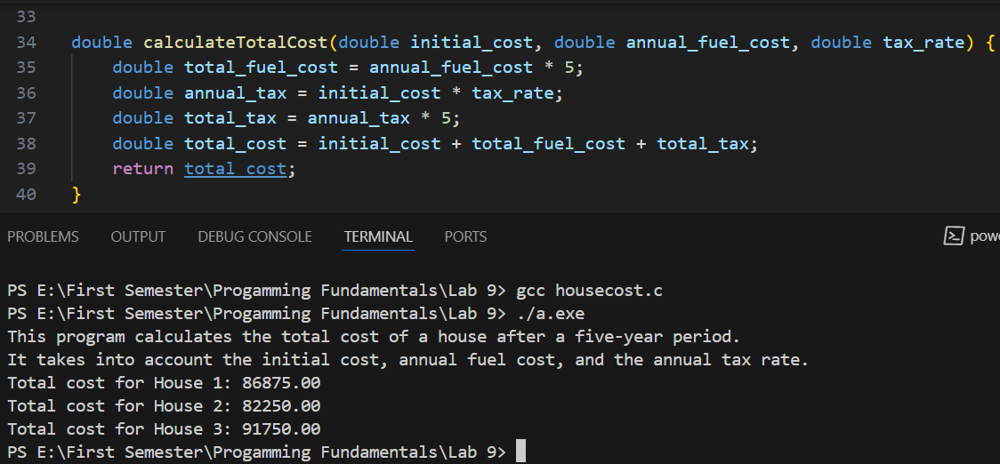 33
34 double calculateTotalCost(double initial_cost, double annual_fuel_cost, double tax_rate) {
35     double total_fuel_cost = annual_fuel_cost * 5;
36     double annual_tax = initial_cost * tax_rate;
37     double total_tax = annual_tax * 5;
38     double total_cost = initial_cost + total_fuel_cost + total_tax;
39     return total_cost;
40 }
PROBLEMS OUTPUT DEBUG CONSOLE TERMINAL PORTS pow
PS E:\First Semester\Progamming Fundamentals\Lab 9> gcc housecost.c
PS E:\First Semester\Progamming Fundamentals\Lab 9> ./a.exe
This program calculates the total cost of a house after a five-year period.
It takes into account the initial cost, annual fuel cost, and the annual tax rate.
Total cost for House 1: 86875.00
Total cost for House 2: 82250.00
Total cost for House 3: 91750.00
PS E:\First Semester\Progamming Fundamentals\Lab 9>